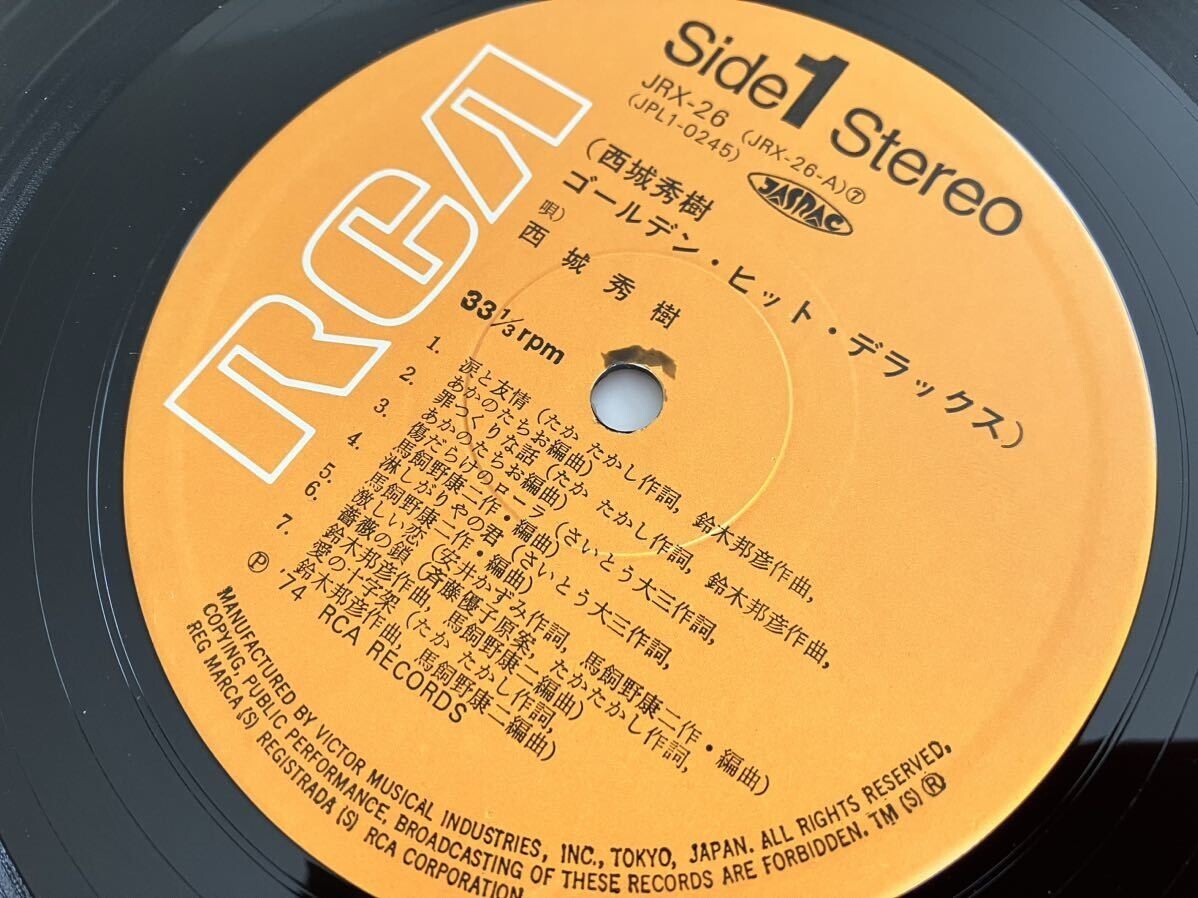 RCA
Side 1 Stereo
JRX-26 (JRX-26-A)⑦
(JPL1-0245)
JASRAC
(西城秀樹
ゴールデン・ヒット・デラックス)
唄) 西城秀樹
33 1/3 rpm
1. 涙と友情 (たか たかし作詞, 鈴木邦彦作曲,
あかのたちお編曲)
2. 罪つくりな話 (たか たかし作詞, 鈴木邦彦作曲,
あかのたちお編曲)
3. 傷だらけのローラ (さいとう大三作詞,
馬飼野康二作・編曲)
4. 淋しがりやの君 (さいとう大三作詞,
馬飼野康二作・編曲)
5. 激しい恋 (安井かずみ作詞, 馬飼野康二作・編曲)
6. 薔薇の鎖 (斉藤優子原案, たかたかし作詞,
鈴木邦彦作曲, 馬飼野康二編曲)
7. 愛の十字架 (たか たかし作詞,
鈴木邦彦作曲, 馬飼野康二編曲)
Ⓟ '74 RCA RECORDS
MANUFACTURED BY VICTOR MUSICAL INDUSTRIES, INC., TOKYO, JAPAN. ALL RIGHTS RESERVED,
COPYING PUBLIC PERFORMANCE, BROADCASTING OF THESE RECORDS ARE FORBIDDEN. TM(S)®
REG MARCA(S) REGISTRADA(S) RCA CORPORATION